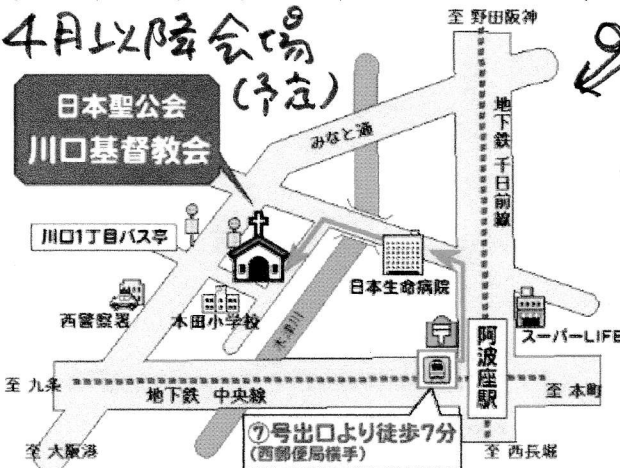 4月以降会場
(予定)
至 野田阪神
日本聖公会
川口基督教会
みなと通
地下鉄 千日前線
川口1丁目バス亭
日本生命病院
西警察署
本田小学校
木津川
スーパーLIFE
阿波座駅
至 九条
地下鉄 中央線
至 本町
⑦号出口より徒歩7分
(西郵便局横手)
至 大阪港
至 西長堀